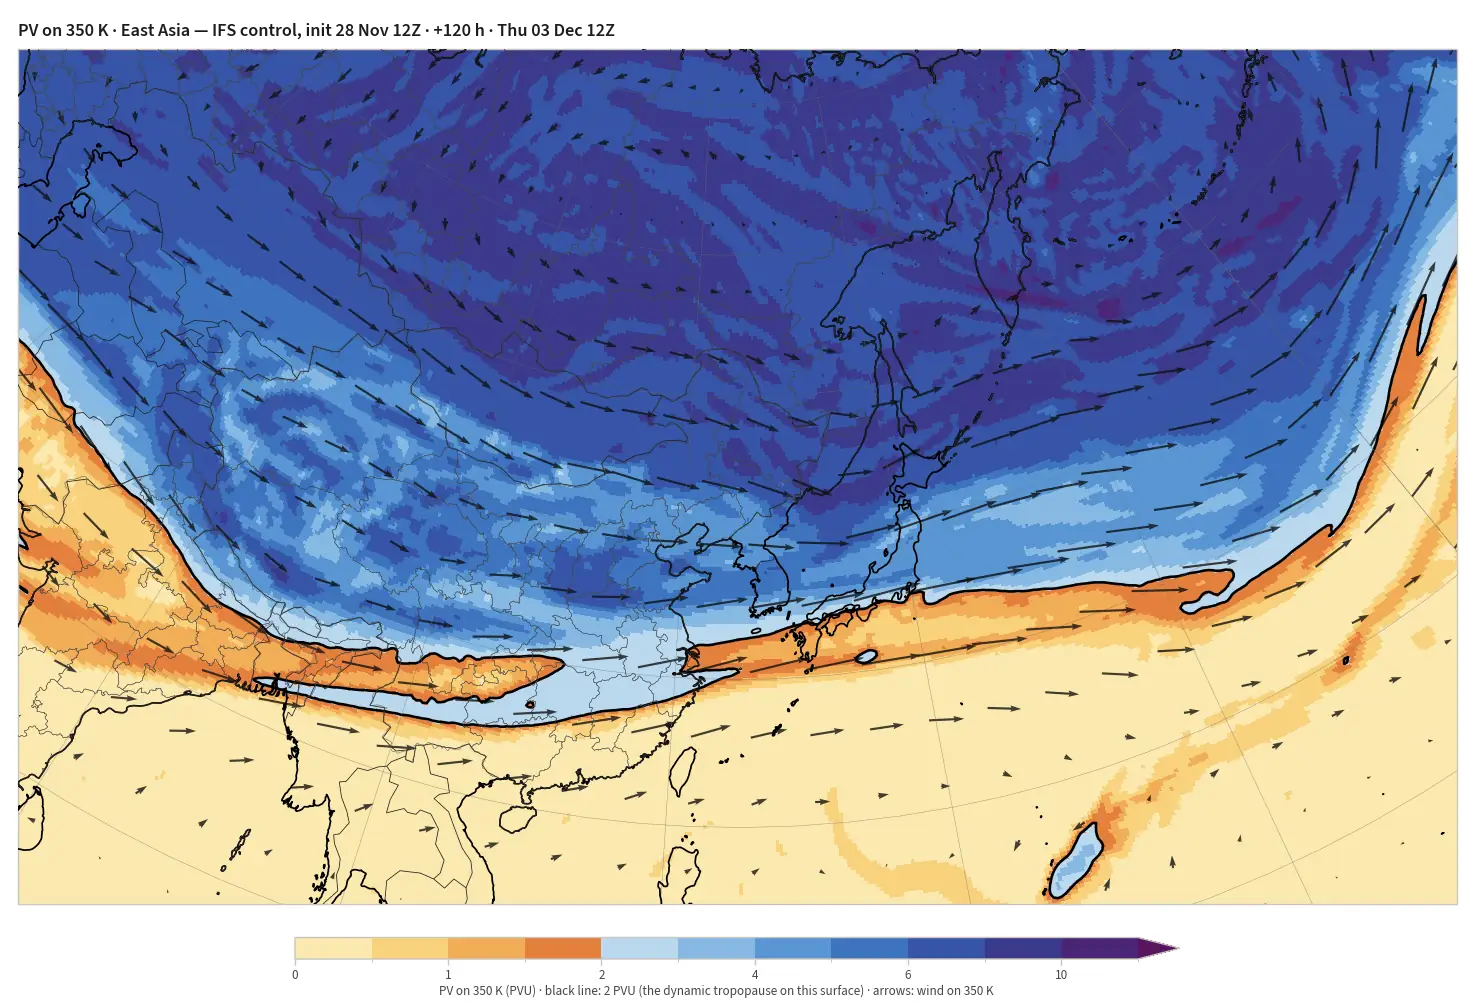 PV on 350 K · East Asia — IFS control, init 28 Nov 12Z · +120 h · Thu 03 Dec 12Z
0 1 2 4 6 10
PV on 350 K (PVU) · black line: 2 PVU (the dynamic tropopause on this surface) · arrows: wind on 350 K